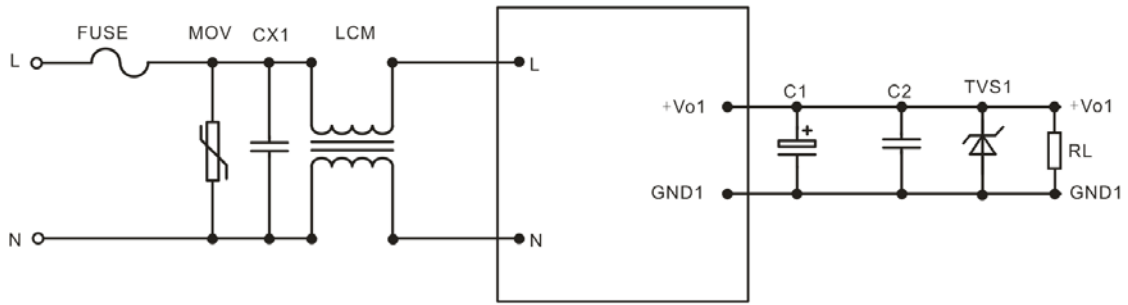 FUSE MOV CX1 LCM
L L
C1 C2 TVS1
+Vo1 +Vo1
RL
GND1 GND1
N N